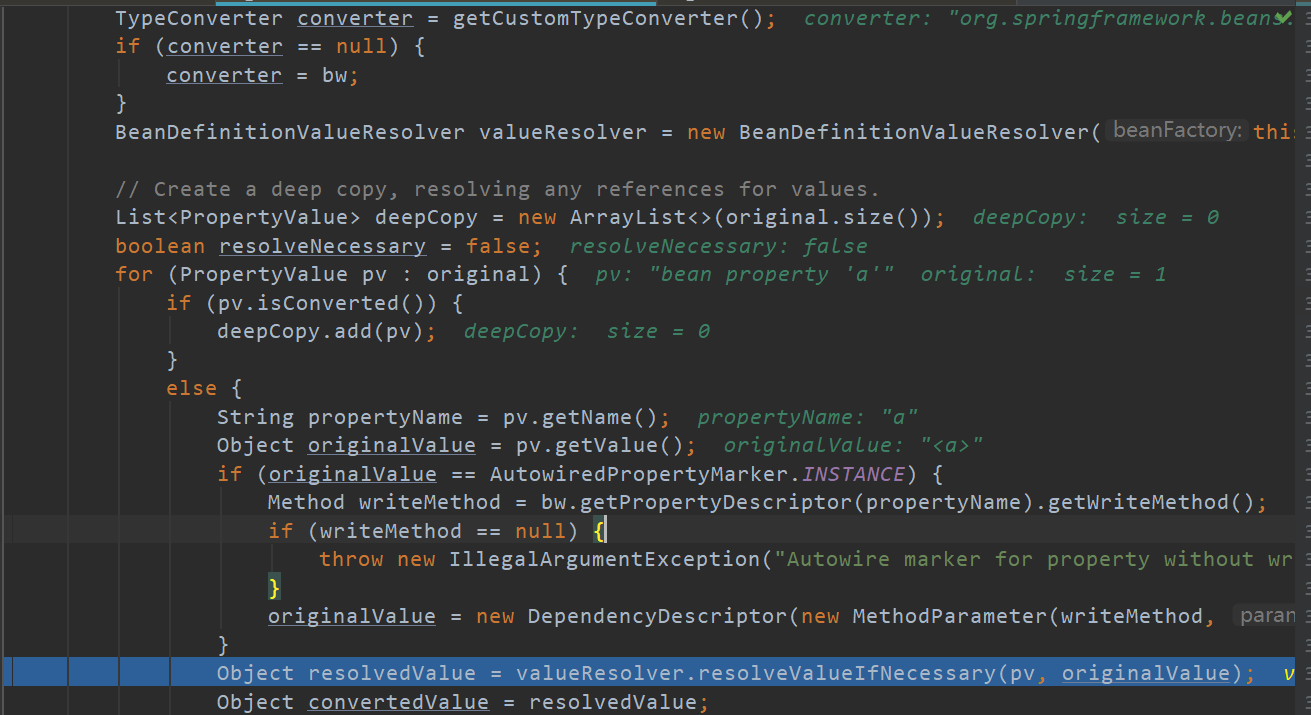 TypeConverter converter = getCustomTypeConverter();  converter: "org.springframework.beans.
if (converter == null) {
converter = bw;
}
BeanDefinitionValueResolver valueResolver = new BeanDefinitionValueResolver( beanFactory: this
// Create a deep copy, resolving any references for values.
List<PropertyValue> deepCopy = new ArrayList<>(original.size());  deepCopy:  size = 0
boolean resolveNecessary = false;  resolveNecessary: false
for (PropertyValue pv : original) {  pv: "bean property 'a'"  original:  size = 1
if (pv.isConverted()) {
deepCopy.add(pv);  deepCopy:  size = 0
}
else {
String propertyName = pv.getName();  propertyName: "a"
Object originalValue = pv.getValue();  originalValue: "<a>"
if (originalValue == AutowiredPropertyMarker.INSTANCE) {
Method writeMethod = bw.getPropertyDescriptor(propertyName).getWriteMethod();
if (writeMethod == null) {
throw new IllegalArgumentException("Autowire marker for property without wr
}
originalValue = new DependencyDescriptor(new MethodParameter(writeMethod, param
}
Object resolvedValue = valueResolver.resolveValueIfNecessary(pv, originalValue);  v
Object convertedValue = resolvedValue;